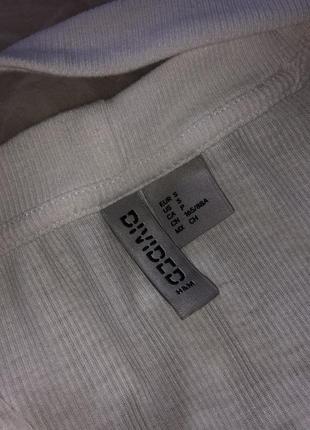 DIVIDED
H&M
EUR S
US S
CA P
CN 165/88A
MX CH